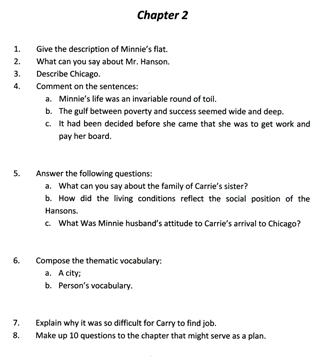 Chapter 2
1. Give the description of Minnie's flat.
2. What can you say about Mr. Hanson.
3. Describe Chicago.
4. Comment on the sentences:
a. Minnie's life was an invariable round of toil.
b. The gulf between poverty and success seemed wide and deep.
c. It had been decided before she came that she was to get work and
pay her board.
5. Answer the following questions:
a. What can you say about the family of Carrie's sister?
b. How did the living conditions reflect the social position of the
Hansons.
c. What Was Minnie husband's attitude to Carrie's arrival to Chicago?
6. Compose the thematic vocabulary:
a. A city;
b. Person's vocabulary.
7. Explain why it was so difficult for Carry to find job.
8. Make up 10 questions to the chapter that might serve as a plan.